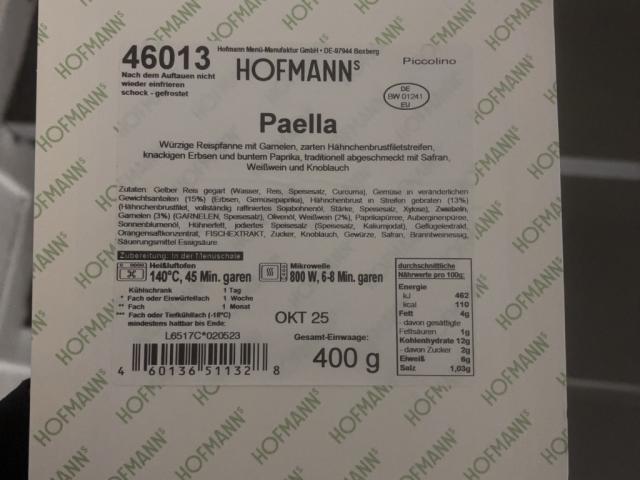 46013
Hofmann Menü-Manufaktur GmbH • DE-97944 Boxberg
Nach dem Auftauen nicht
wieder einfrieren
schock - gefrostet
HOFMANNS
Piccolino
DE
BW 01241
EU
Paella
Würzige Reispfanne mit Garnelen, zarten Hähnchenbrustfiletstreifen,
knackigen Erbsen und buntem Paprika, traditionell abgeschmeckt mit Safran,
Weißwein und Knoblauch
Zutaten: Gelber Reis gegart (Wasser, Reis, Speisesalz, Curcuma), Gemüse in veränderlichen
Gewichtsanteilen (15%) (Erbsen, Gemüsepaprika), Hähnchenbrust in Streifen gebraten (13%)
(Hähnchenbrustfilet, vollständig raffiniertes Sojabohnenöl, Stärke, Speisesalz, Xylose), Zwiebeln,
Garnelen (3%) (GARNELEN, Speisesalz), Olivenöl, Weißwein (2%), Paprikapüree, Auberginenpüree,
Sonnenblumenöl, Hühnerfett, jodiertes Speisesalz (Speisesalz, Kaliumjodat), Geflügelextrakt,
Orangensaftkonzentrat, FISCHEXTRAKT, Zucker, Knoblauch, Gewürze, Safran, Branntweinessig,
Säuerungsmittel Essigsäure
Zubereitung: In der Menüschale
Heißluftofen
140°C, 45 Min. garen
Mikrowelle
800 W, 6-8 Min. garen
Kühlschrank 1 Tag
* Fach oder Eiswürfelfach 1 Woche
** Fach 1 Monat
*** Fach oder Tiefkühlfach (-18°C)
mindestens haltbar bis Ende:
OKT 25
L6517C*020523
4 60136 51132 8
Gesamt-Einwaage:
400 g
durchschnittliche
Nährwerte pro 100g:
Energie
kJ 462
kcal 110
Fett 4g
- davon gesättigte
Fettsäuren 1g
Kohlenhydrate 12g
- davon Zucker 2g
Eiweiß 6g
Salz 1,03g